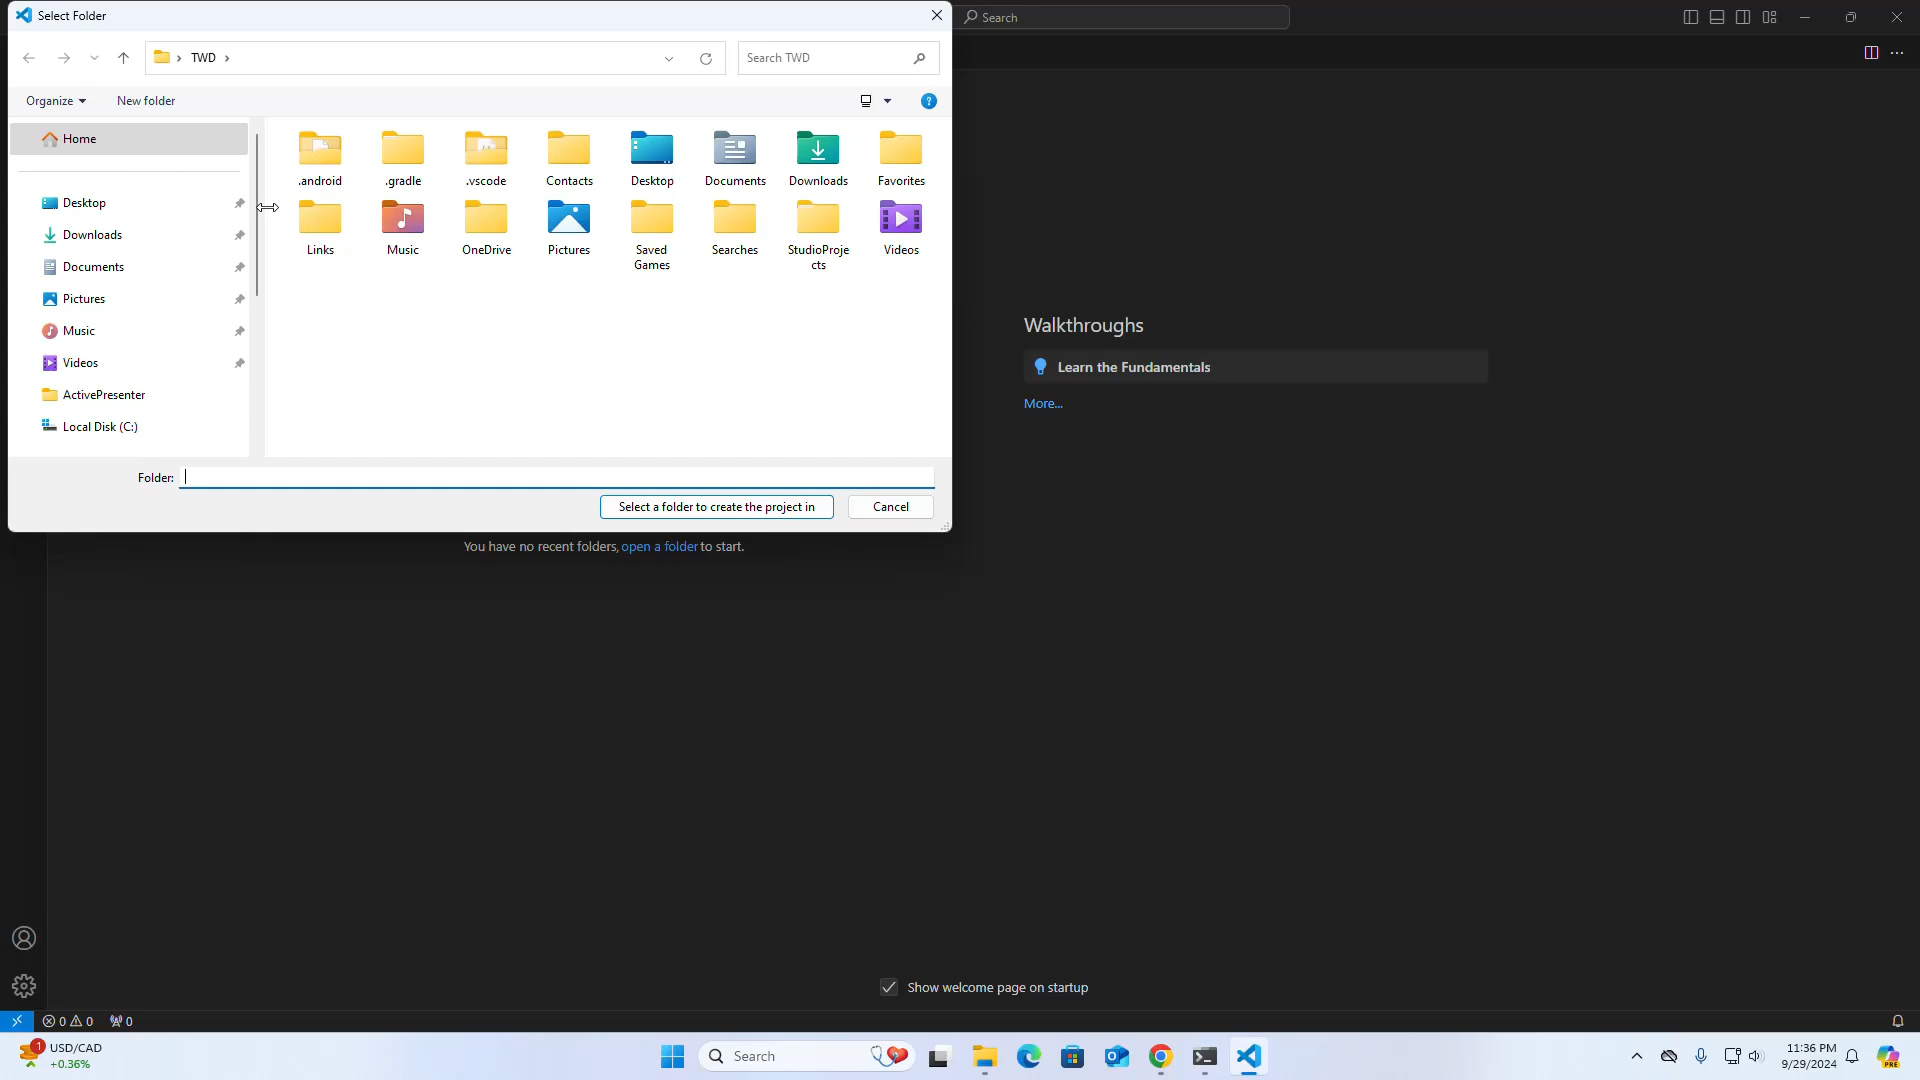 Select Folder
Search
TWD
Search TWD
Organize
New folder
?
Home
.android
.gradle
.vscode
Contacts
Desktop
Documents
Downloads
Favorites
Desktop
Downloads
Links
Music
OneDrive
Pictures
Saved
Games
Searches
StudioProje
cts
Videos
Documents
Pictures
Music
Videos
ActivePresenter
Local Disk (C:)
Walkthroughs
Learn the Fundamentals
More...
Folder:
Select a folder to create the project in
Cancel
You have no recent folders, open a folder to start.
Show welcome page on startup
0 0 0
1
USD/CAD
+0.36%
Search
11:36 PM
9/29/2024
PRE